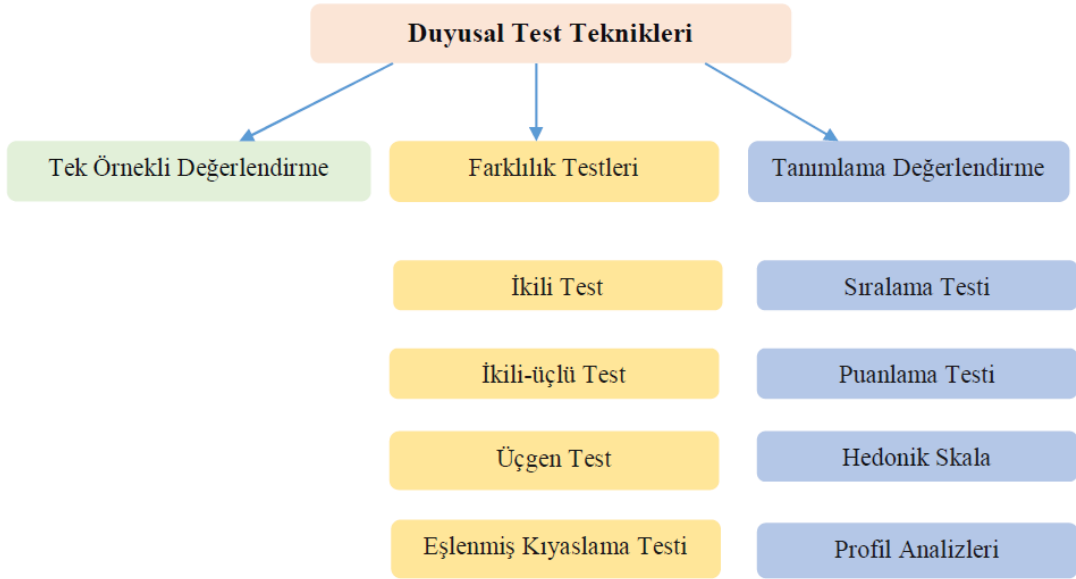 Duyusal Test Teknikleri
Tek Örnekli Değerlendirme
Farklılık Testleri
Tanımlama Değerlendirme
İkili Test
Sıralama Testi
İkili-üçlü Test
Puanlama Testi
Üçgen Test
Hedonik Skala
Eşlenmiş Kıyaslama Testi
Profil Analizleri